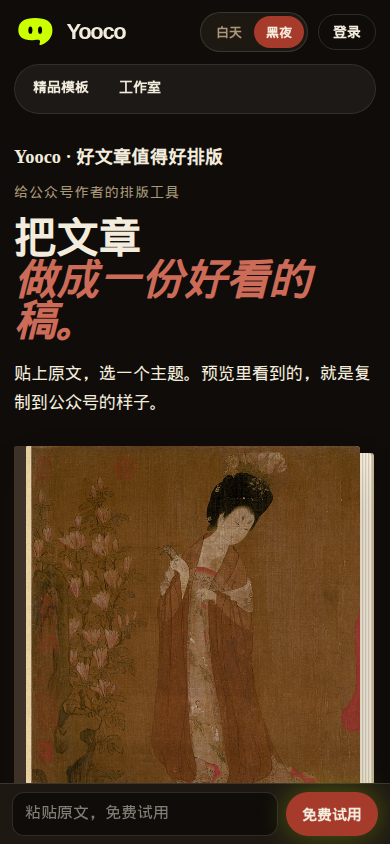 Yooco
白天
黑夜
登录
精品模板
工作室
Yooco · 好文章值得好排版
给公众号作者的排版工具
把文章
做成一份好看的
稿。
贴上原文，选一个主题。预览里看到的，就是复
制到公众号的样子。
粘贴原文，免费试用
免费试用